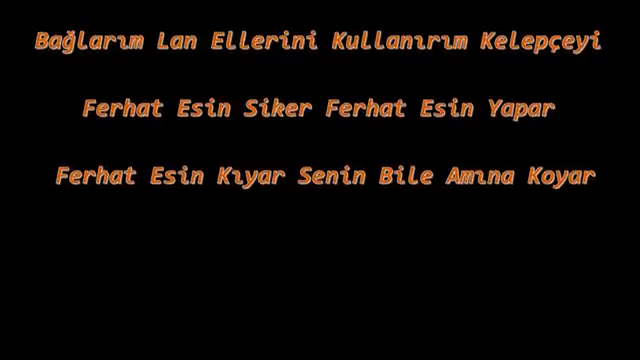 Bağlarım Lan Ellerini Kullanırım Kelepçeyi
Ferhat Esin Siker Ferhat Esin Yapar
Ferhat Esin Kıyar Senin Bile Amına Koyar